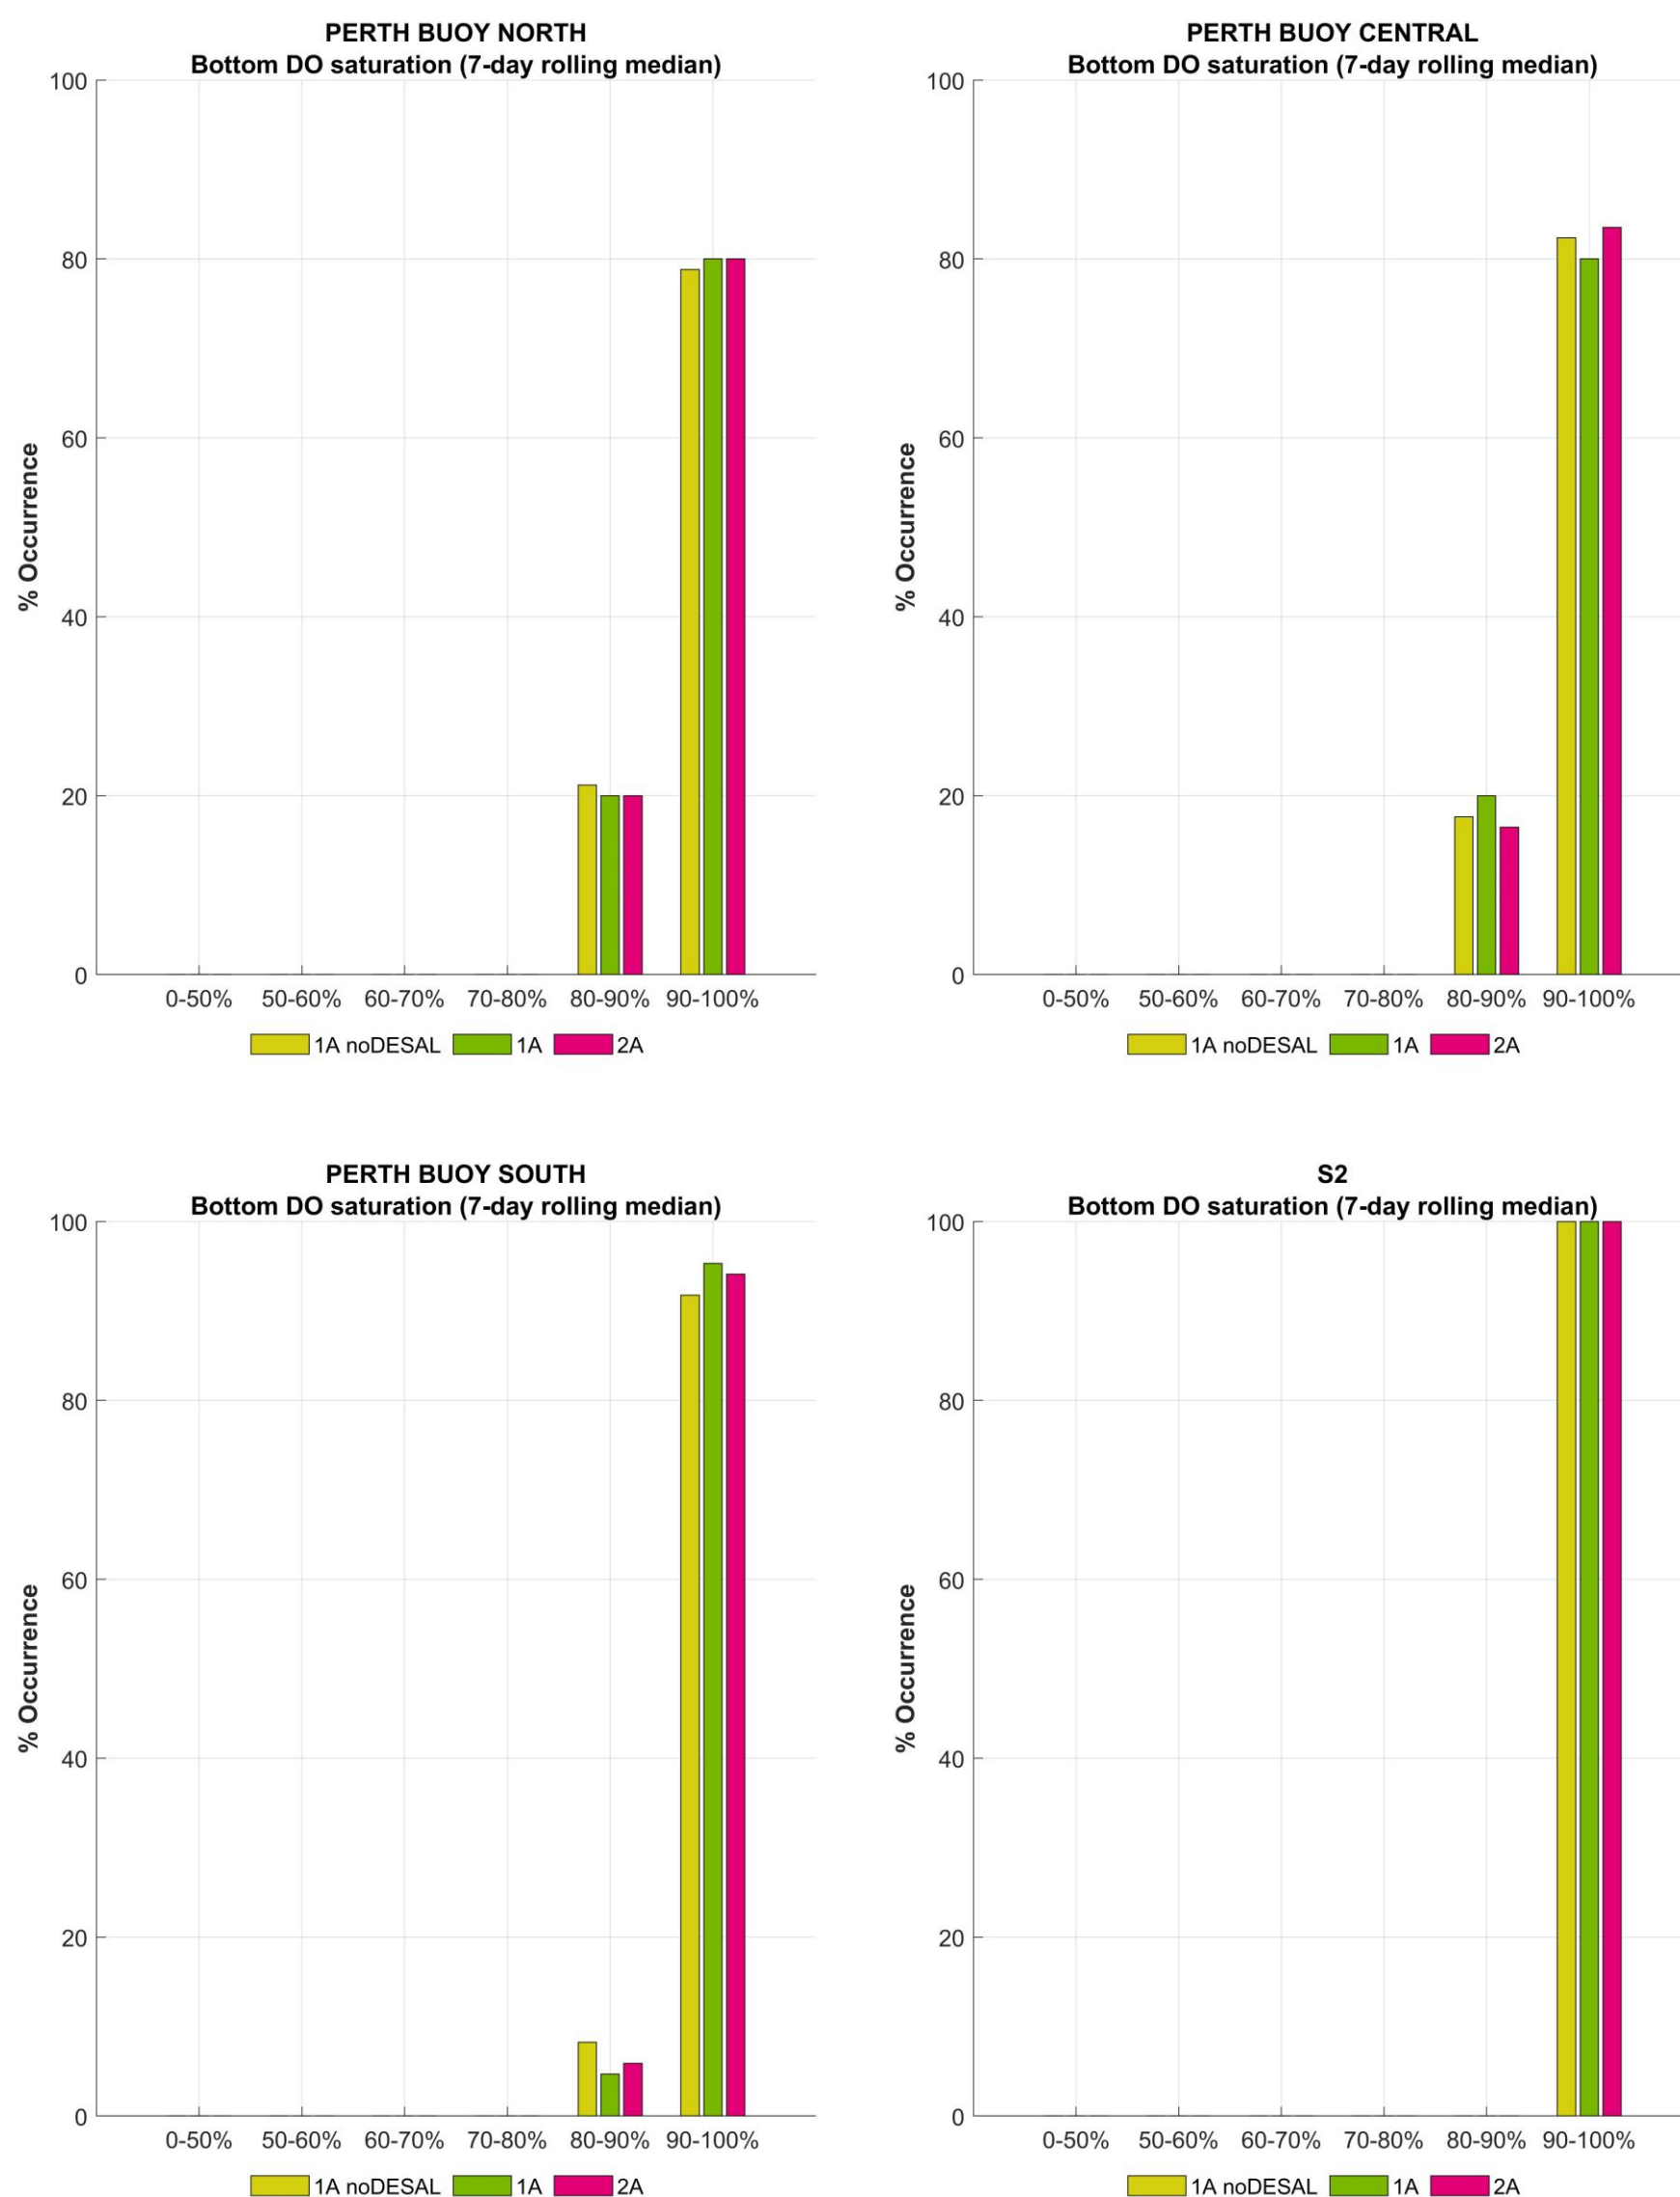 PERTH BUOY NORTH
Bottom DO saturation (7-day rolling median)
100
80
60
40
20
0
% Occurrence
0-50% 50-60% 60-70% 70-80% 80-90% 90-100%
1A noDESAL 1A 2A
PERTH BUOY CENTRAL
Bottom DO saturation (7-day rolling median)
100
80
60
40
20
0
% Occurrence
0-50% 50-60% 60-70% 70-80% 80-90% 90-100%
1A noDESAL 1A 2A
PERTH BUOY SOUTH
Bottom DO saturation (7-day rolling median)
100
80
60
40
20
0
% Occurrence
0-50% 50-60% 60-70% 70-80% 80-90% 90-100%
1A noDESAL 1A 2A
S2
Bottom DO saturation (7-day rolling median)
100
80
60
40
20
0
% Occurrence
0-50% 50-60% 60-70% 70-80% 80-90% 90-100%
1A noDESAL 1A 2A